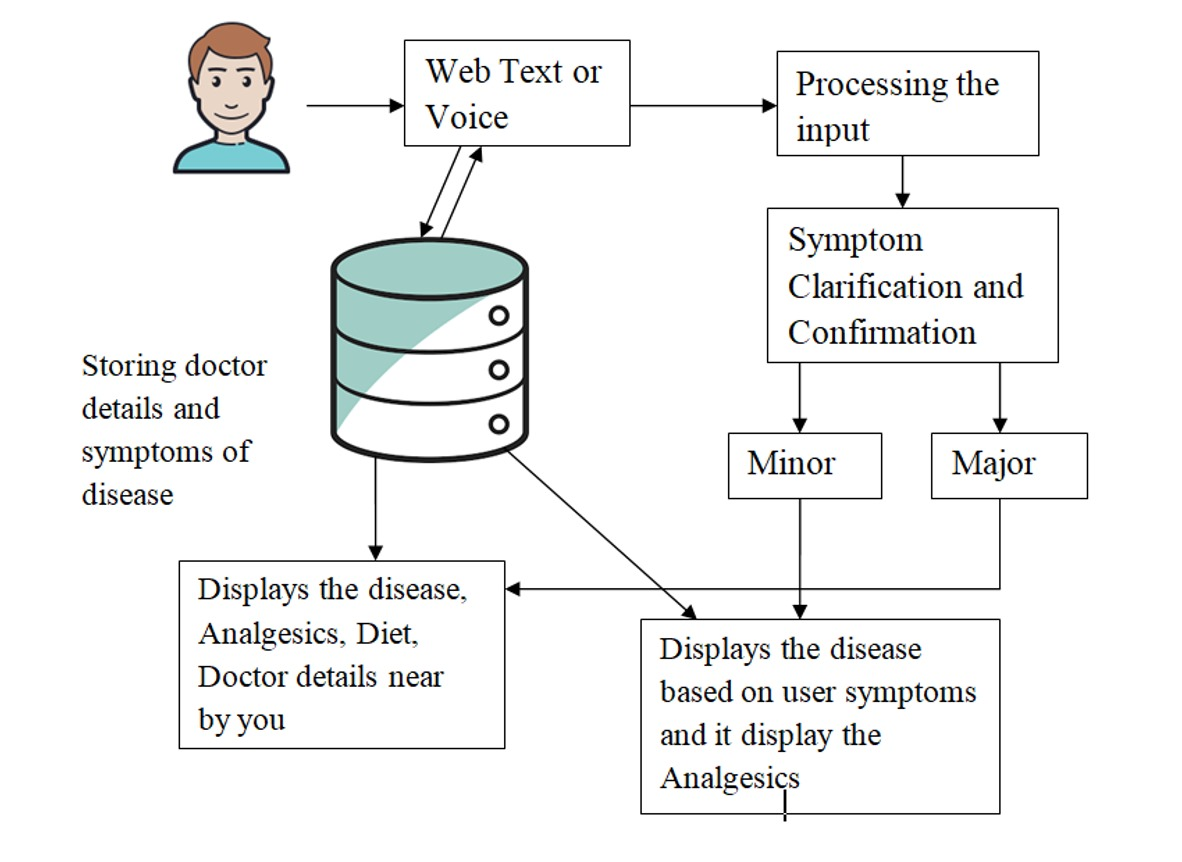 Web Text or
Voice
Processing the
input
Symptom
Clarification and
Confirmation
Storing doctor
details and
symptoms of
disease
Minor
Major
Displays the disease,
Analgesics, Diet,
Doctor details near
by you
Displays the disease
based on user symptoms
and it display the
Analgesics